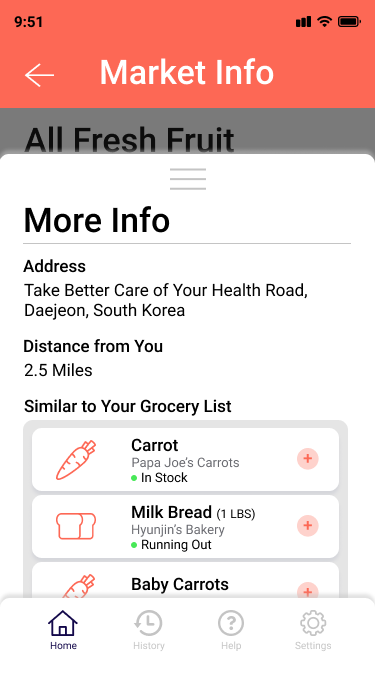 9:51
Market Info
All Fresh Fruit
More Info
Address
Take Better Care of Your Health Road,
Daejeon, South Korea
Distance from You
2.5 Miles
Similar to Your Grocery List
Carrot
Papa Joe's Carrots
In Stock
Milk Bread (1 LBS)
Hyunjin's Bakery
Running Out
Baby Carrots
Home
History
Help
Settings